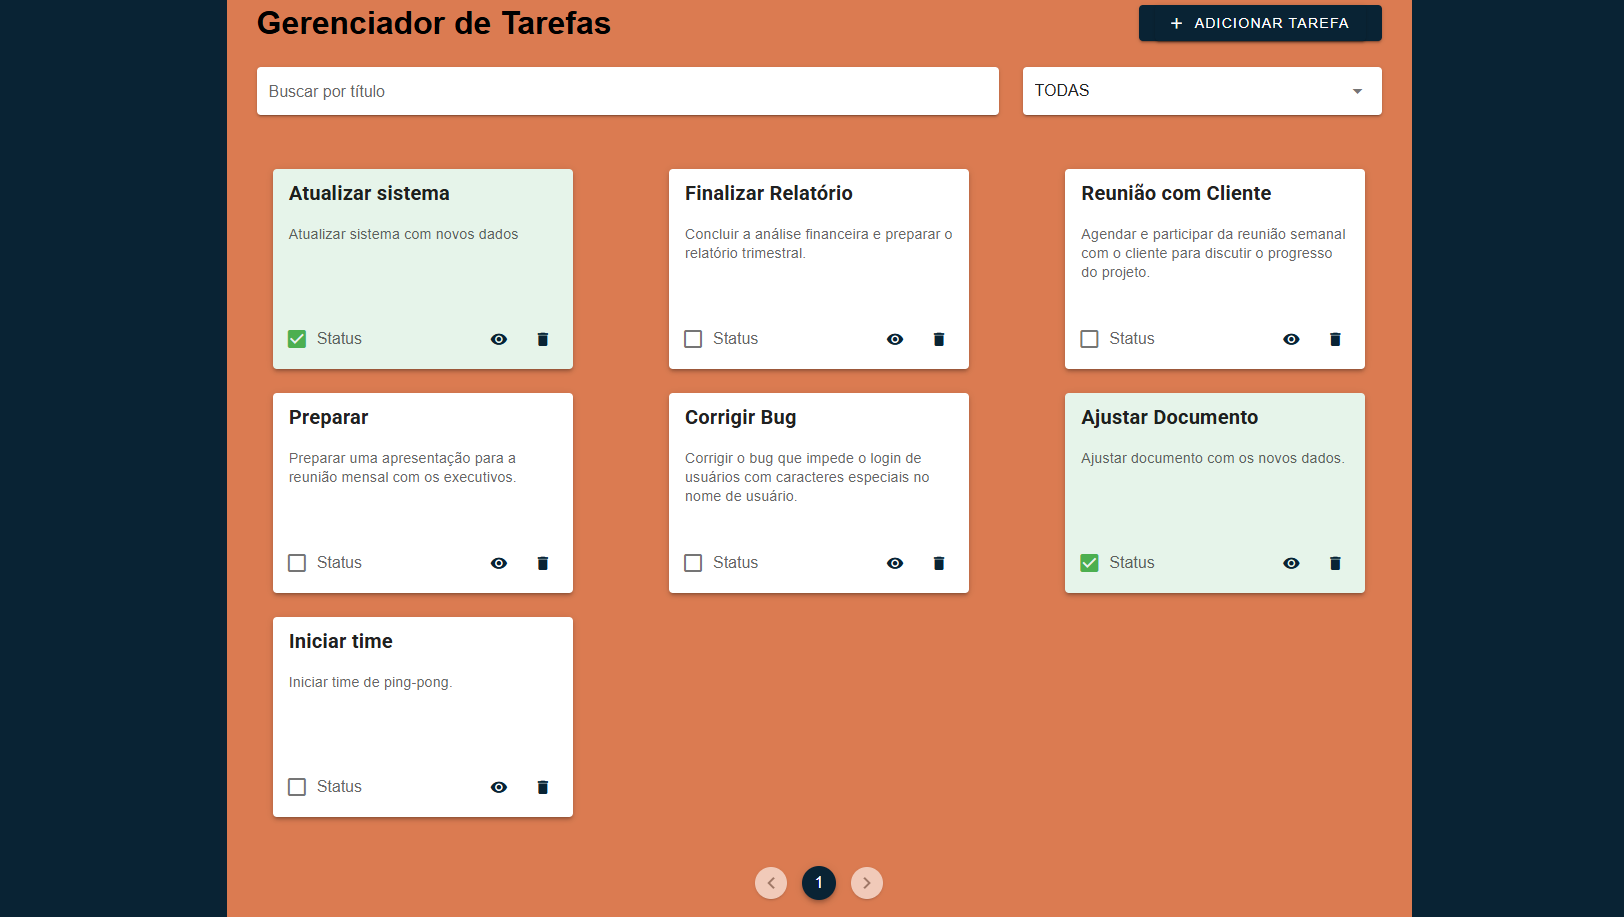 Gerenciador de Tarefas
ADICIONAR TAREFA
Buscar por título
TODAS
Atualizar sistema
Atualizar sistema com novos dados
Status
Finalizar Relatório
Concluir a análise financeira e preparar o
relatório trimestral.
Status
Reunião com Cliente
Agendar e participar da reunião semanal
com o cliente para discutir o progresso
do projeto.
Status
Preparar
Preparar uma apresentação para a
reunião mensal com os executivos.
Status
Corrigir Bug
Corrigir o bug que impede o login de
usuários com caracteres especiais no
nome de usuário.
Status
Ajustar Documento
Ajustar documento com os novos dados.
Status
Iniciar time
Iniciar time de ping-pong.
Status
1